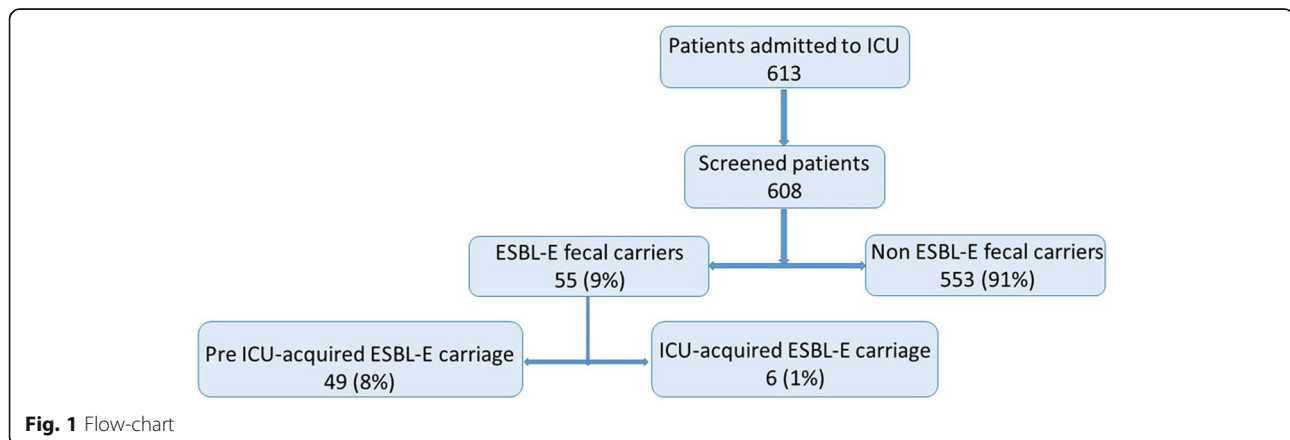 Patients admitted to ICU
613
Screened patients
608
ESBL-E fecal carriers
55 (9%)
Non ESBL-E fecal carriers
553 (91%)
Pre ICU-acquired ESBL-E carriage
49 (8%)
ICU-acquired ESBL-E carriage
6 (1%)
Fig. 1 Flow-chart